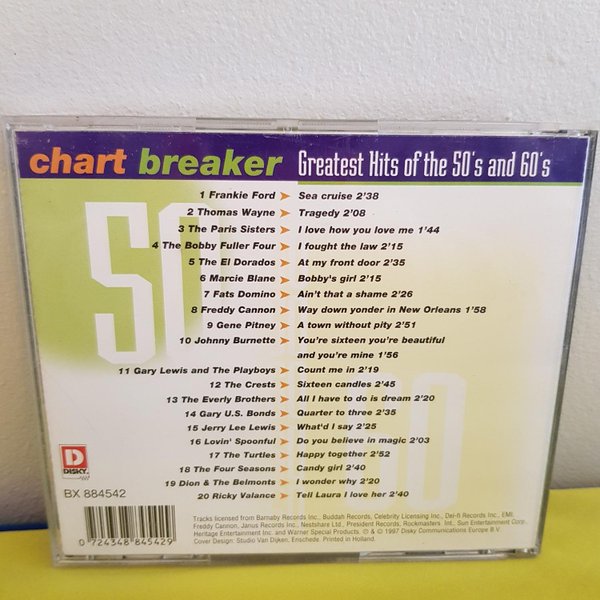 chart breaker Greatest Hits of the 50's and 60's
1 Frankie Ford Sea cruise 2'38
2 Thomas Wayne Tragedy 2'08
3 The Paris Sisters I love how you love me 1'44
4 The Bobby Fuller Four I fought the law 2'15
5 The El Dorados At my front door 2'35
6 Marcie Blane Bobby's girl 2'15
7 Fats Domino Ain't that a shame 2'26
8 Freddy Cannon Way down yonder in New Orleans 1'58
9 Gene Pitney A town without pity 2'51
10 Johnny Burnette You're sixteen you're beautiful
and you're mine 1'56
11 Gary Lewis and The Playboys Count me in 2'19
12 The Crests Sixteen candles 2'45
13 The Everly Brothers All I have to do is dream 2'20
14 Gary U.S. Bonds Quarter to three 2'35
15 Jerry Lee Lewis What'd I say 2'25
16 Lovin' Spoonful Do you believe in magic 2'03
17 The Turtles Happy together 2'52
18 The Four Seasons Candy girl 2'40
19 Dion & The Belmonts I wonder why 2'20
20 Ricky Valance Tell Laura I love her 2'40
50
60
D
DISKY
BX 884542
0 724348 845429
Tracks licensed from Barnaby Records Inc., Buddah Records, Celebrity Licensing Inc., Del-fi Records Inc., EMI,
Freddy Cannon, Janus Records Inc., Nestshare Ltd., President Records, Rockmasters Int., Sun Entertainment Corp.,
Heritage Entertainment Inc. and Warner Special Products. ℗ & © 1997 Disky Communications Europe B.V.
Cover Design: Studio Van Dijken, Enschede. Printed in Holland.